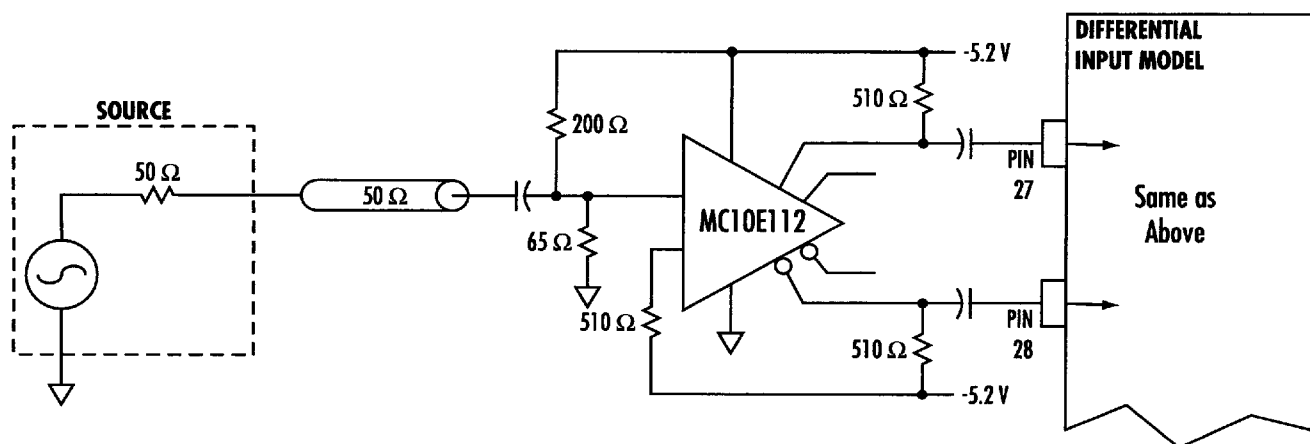 DIFFERENTIAL
INPUT MODEL
-5.2 V
510 Ω
SOURCE
200 Ω
50 Ω
50 Ω
PIN
27
MC10E112
Same as
Above
65 Ω
510 Ω
510 Ω
PIN
28
-5.2 V